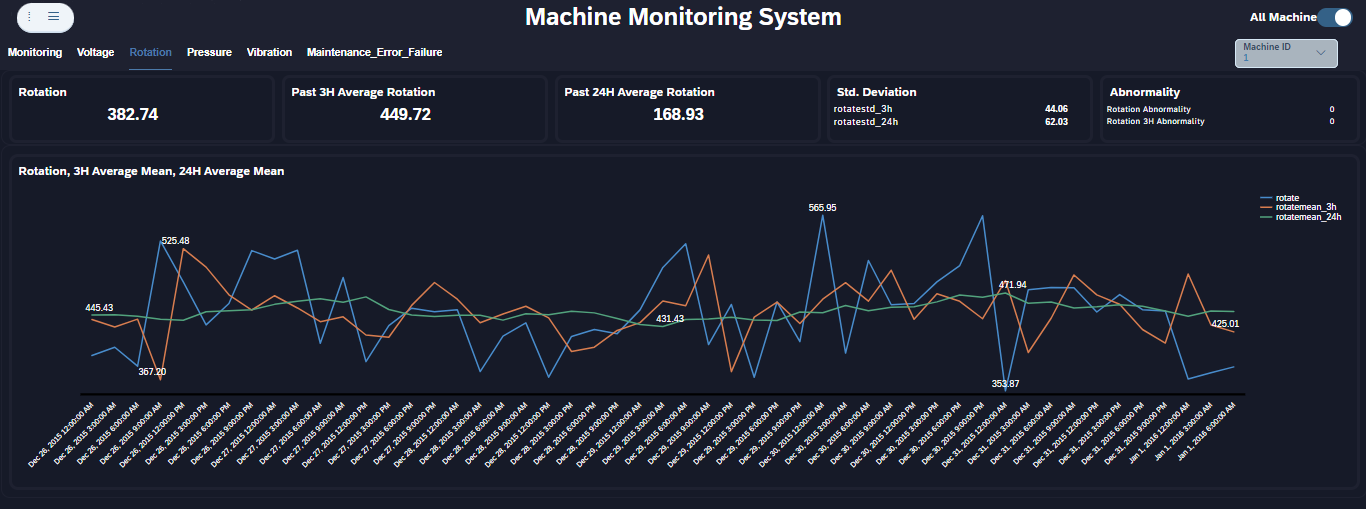 Machine Monitoring System
All Machine
Monitoring Voltage Rotation Pressure Vibration Maintenance_Error_Failure
Machine ID
1
Rotation
382.74
Past 3H Average Rotation
449.72
Past 24H Average Rotation
168.93
Std. Deviation
rotatestd_3h 44.06
rotatestd_24h 62.03
Abnormality
Rotation Abnormality 0
Rotation 3H Abnormality 0
Rotation, 3H Average Mean, 24H Average Mean
rotate
rotatemean_3h
rotatemean_24h
445.43
367.20
525.48
431.43
565.95
471.94
353.87
425.01
Dec 26, 2015 12:00:00 AM
Dec 26, 2015 3:00:00 AM
Dec 26, 2015 6:00:00 AM
Dec 26, 2015 9:00:00 AM
Dec 26, 2015 12:00:00 PM
Dec 26, 2015 3:00:00 PM
Dec 26, 2015 6:00:00 PM
Dec 26, 2015 9:00:00 PM
Dec 27, 2015 12:00:00 AM
Dec 27, 2015 3:00:00 AM
Dec 27, 2015 6:00:00 AM
Dec 27, 2015 9:00:00 AM
Dec 27, 2015 12:00:00 PM
Dec 27, 2015 3:00:00 PM
Dec 27, 2015 6:00:00 PM
Dec 27, 2015 9:00:00 PM
Dec 28, 2015 12:00:00 AM
Dec 28, 2015 3:00:00 AM
Dec 28, 2015 6:00:00 AM
Dec 28, 2015 9:00:00 AM
Dec 28, 2015 12:00:00 PM
Dec 28, 2015 3:00:00 PM
Dec 28, 2015 6:00:00 PM
Dec 28, 2015 9:00:00 PM
Dec 29, 2015 12:00:00 AM
Dec 29, 2015 3:00:00 AM
Dec 29, 2015 6:00:00 AM
Dec 29, 2015 9:00:00 AM
Dec 29, 2015 12:00:00 PM
Dec 29, 2015 3:00:00 PM
Dec 29, 2015 6:00:00 PM
Dec 29, 2015 9:00:00 PM
Dec 30, 2015 12:00:00 AM
Dec 30, 2015 3:00:00 AM
Dec 30, 2015 6:00:00 AM
Dec 30, 2015 9:00:00 AM
Dec 30, 2015 12:00:00 PM
Dec 30, 2015 3:00:00 PM
Dec 30, 2015 6:00:00 PM
Dec 30, 2015 9:00:00 PM
Dec 31, 2015 12:00:00 AM
Dec 31, 2015 3:00:00 AM
Dec 31, 2015 6:00:00 AM
Dec 31, 2015 9:00:00 AM
Dec 31, 2015 12:00:00 PM
Dec 31, 2015 3:00:00 PM
Dec 31, 2015 6:00:00 PM
Dec 31, 2015 9:00:00 PM
Jan 1, 2016 12:00:00 AM
Jan 1, 2016 3:00:00 AM
Jan 1, 2016 6:00:00 AM